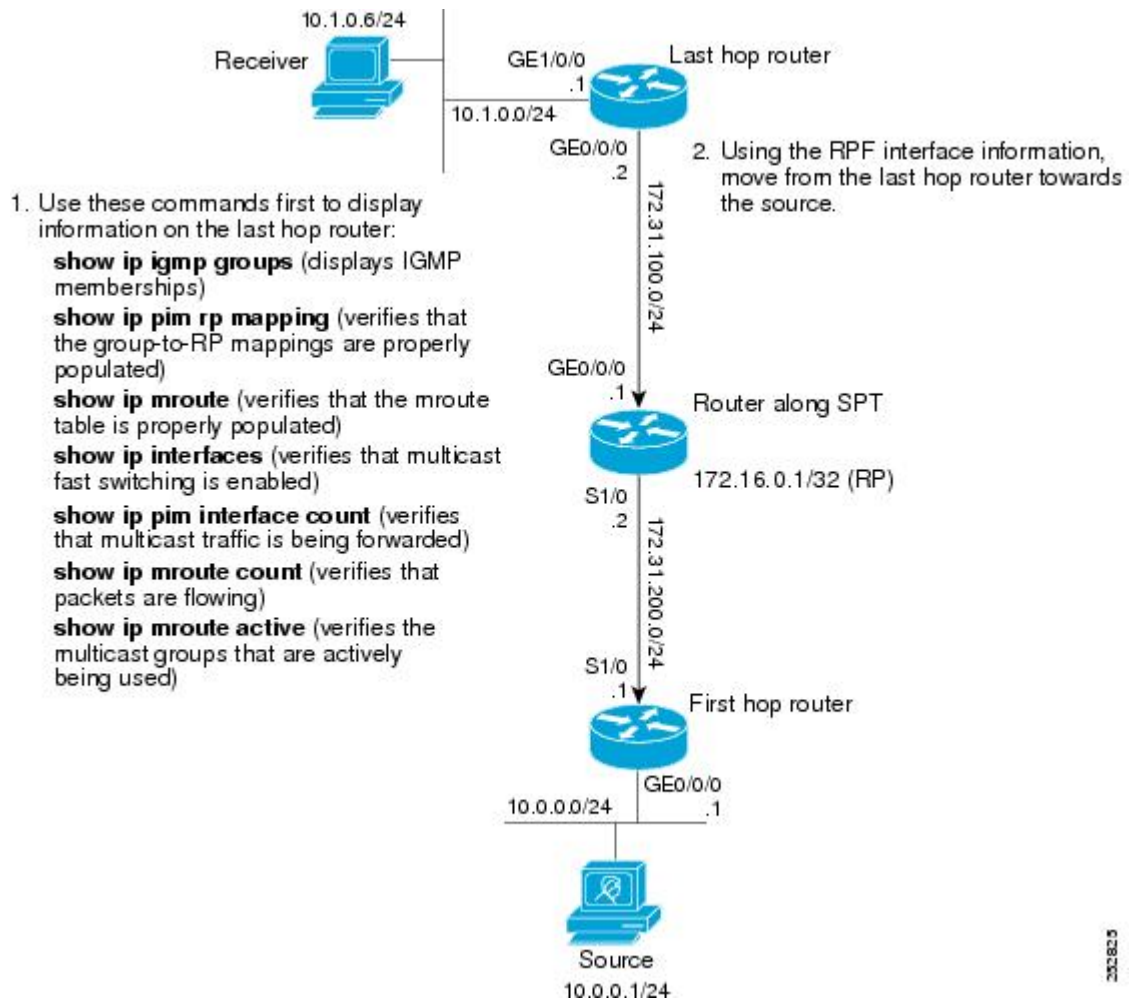 10.1.0.6/24
Receiver
GE1/0/0
.1
Last hop router
10.1.0.0/24
GE0/0/0
.2
172.31.100.0/24
2. Using the RPF interface information,
move from the last hop router towards
the source.
1. Use these commands first to display
information on the last hop router:
show ip igmp groups (displays IGMP
memberships)
show ip pim rp mapping (verifies that
the group-to-RP mappings are properly
populated)
show ip mroute (verifies that the mroute
table is properly populated)
show ip interfaces (verifies that multicast
fast switching is enabled)
show ip pim interface count (verifies
that multicast traffic is being forwarded)
show ip mroute count (verifies that
packets are flowing)
show ip mroute active (verifies the
multicast groups that are actively
being used)
GE0/0/0
.1
Router along SPT
172.16.0.1/32 (RP)
S1/0
.2
172.31.200.0/24
S1/0
.1
First hop router
GE0/0/0
.1
10.0.0.0/24
Source
10.0.0.1/24